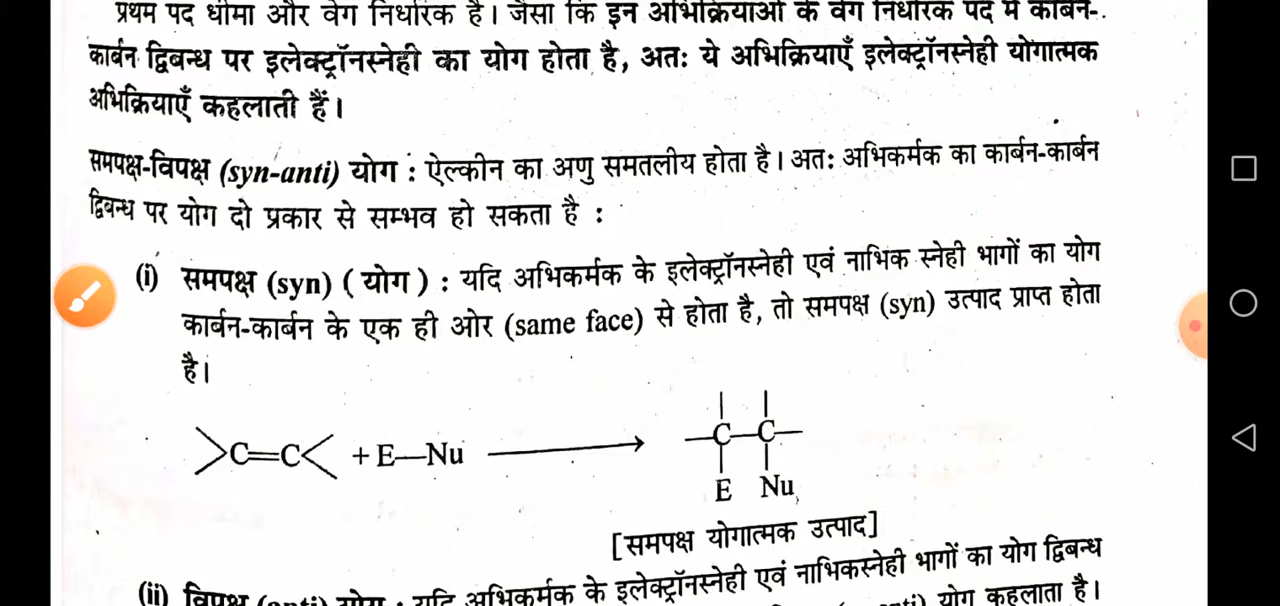 प्रथम पद धीमा और वेग निर्धारक है। जैसा कि इन अभिक्रियाओं के वेग निर्धारक पद में कार्बन-
कार्बन द्विबन्ध पर इलेक्ट्रॉनस्नेही का योग होता है, अतः ये अभिक्रियाएँ इलेक्ट्रॉनस्नेही योगात्मक
अभिक्रियाएँ कहलाती हैं।
समपक्ष-विपक्ष (syn-anti) योग : ऐल्कीन का अणु समतलीय होता है। अतः अभिकर्मक का कार्बन-कार्बन
द्विबन्ध पर योग दो प्रकार से सम्भव हो सकता है :
(i) समपक्ष (syn) ( योग ) : यदि अभिकर्मक के इलेक्ट्रॉनस्नेही एवं नाभिक स्नेही भागों का योग
कार्बन-कार्बन के एक ही ओर (same face) से होता है, तो समपक्ष (syn) उत्पाद प्राप्त होता
है।
C=C + E—Nu ⟶ —C—C—
E Nu
[समपक्ष योगात्मक उत्पाद]
(ii) विपक्ष (anti) योग : यदि अभिकर्मक के इलेक्ट्रॉनस्नेही एवं नाभिकस्नेही भागों का योग द्विबन्ध
योग कहलाता है।